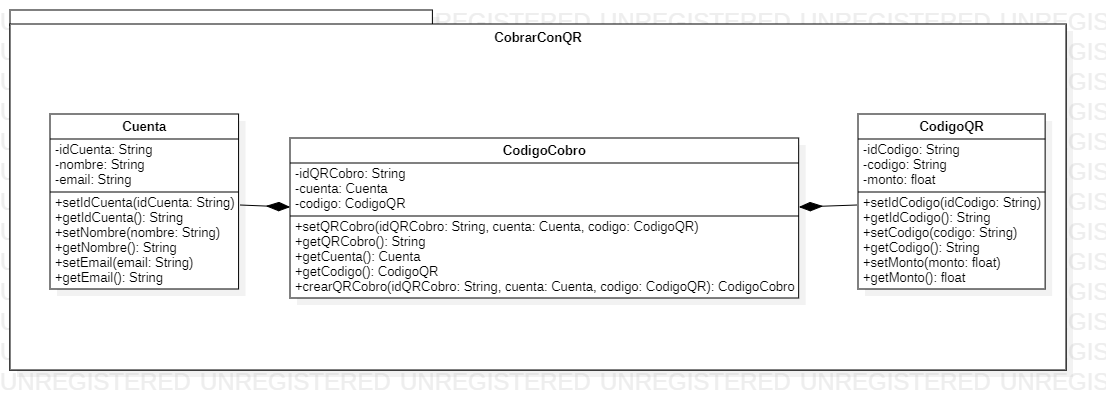 CobrarConQR
Cuenta
-idCuenta: String
-nombre: String
-email: String
+setIdCuenta(idCuenta: String)
+getIdCuenta(): String
+setNombre(nombre: String)
+getNombre(): String
+setEmail(email: String)
+getEmail(): String
CodigoCobro
-idQRCobro: String
-cuenta: Cuenta
-codigo: CodigoQR
+setQRCobro(idQRCobro: String, cuenta: Cuenta, codigo: CodigoQR)
+getQRCobro(): String
+getCuenta(): Cuenta
+getCodigo(): CodigoQR
+crearQRCobro(idQRCobro: String, cuenta: Cuenta, codigo: CodigoQR): CodigoCobro
CodigoQR
-idCodigo: String
-codigo: String
-monto: float
+setIdCodigo(idCodigo: String)
+getIdCodigo(): String
+setCodigo(codigo: String)
+getCodigo(): String
+setMonto(monto: float)
+getMonto(): float
UNREGISTERED UNREGISTERED UNREGISTERED UNREGISTERED UNREGISTERED UNREGIS